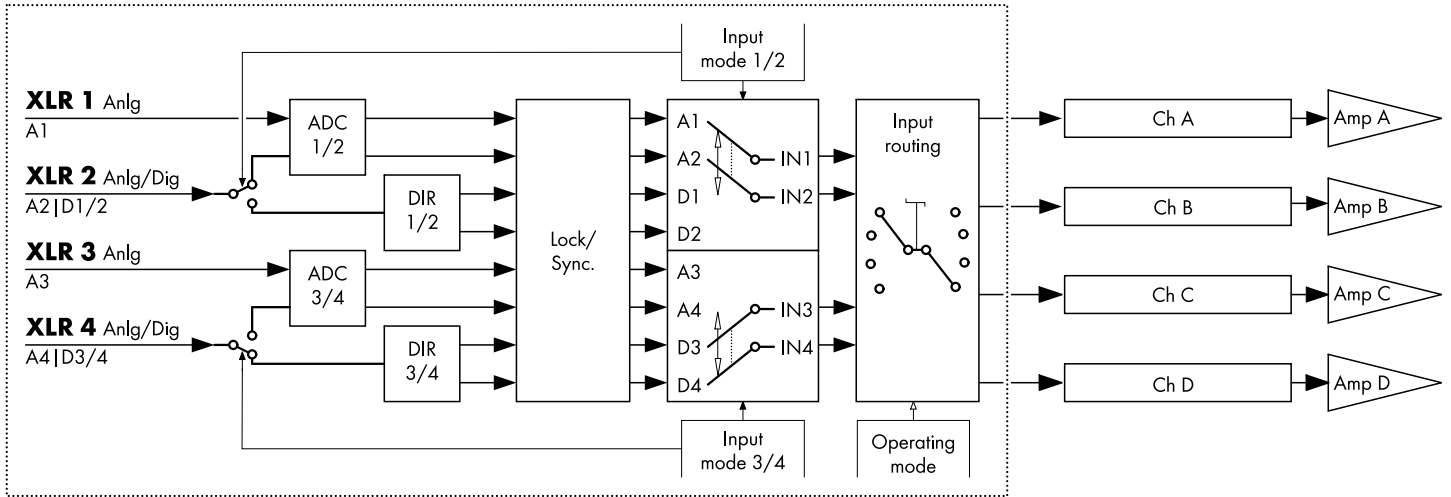 Input
mode 1/2
XLR 1 Anlg
A1
XLR 2 Anlg/Dig
A2|D1/2
XLR 3 Anlg
A3
XLR 4 Anlg/Dig
A4|D3/4
ADC
1/2
DIR
1/2
ADC
3/4
DIR
3/4
Lock/
Sync.
A1
A2
D1
D2
IN1
IN2
A3
A4
D3
D4
IN3
IN4
Input
mode 3/4
Input
routing
Operating
mode
Ch A
Amp A
Ch B
Amp B
Ch C
Amp C
Ch D
Amp D